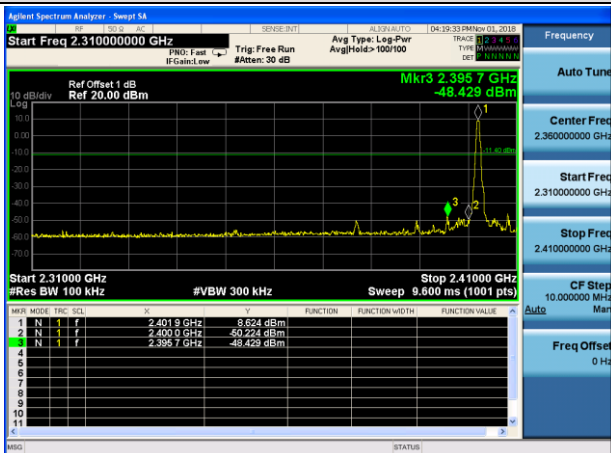 Agilent Spectrum Analyzer - Swept SA
RF 50 Ω AC SENSE:INT ALIGNAUTO 04:19:33 PM Nov 01, 2018
Start Freq 2.310000000 GHz
PNO: Fast
IFGain:Low
Trig: Free Run
#Atten: 30 dB
Avg Type: Log-Pwr
Avg|Hold:> 100/100
TRACE 1 2 3 4 5 6
TYPE MWWWWW
DET P NNNNN
Ref Offset 1 dB
Ref 20.00 dBm
10 dB/div
Log
Mkr3 2.395 7 GHz
-48.429 dBm
10.0
0.00
-10.0
-20.0
-30.0
-40.0
-50.0
-60.0
-70.0
1
-11.40 dBm
3
2
Start 2.31000 GHz
#Res BW 100 kHz
#VBW 300 kHz
Stop 2.41000 GHz
Sweep 9.600 ms (1001 pts)
MKR MODE TRC SCL X Y FUNCTION FUNCTION WIDTH FUNCTION VALUE
1 N 1 f 2.401 9 GHz 8.624 dBm
2 N 1 f 2.400 0 GHz -50.224 dBm
3 N 1 f 2.395 7 GHz -48.429 dBm
4
5
6
7
8
9
10
11
MSG STATUS
Frequency
Auto Tune
Center Freq
2.360000000 GHz
Start Freq
2.310000000 GHz
Stop Freq
2.410000000 GHz
CF Step
10.000000 MHz
Auto Man
Freq Offset
0 Hz